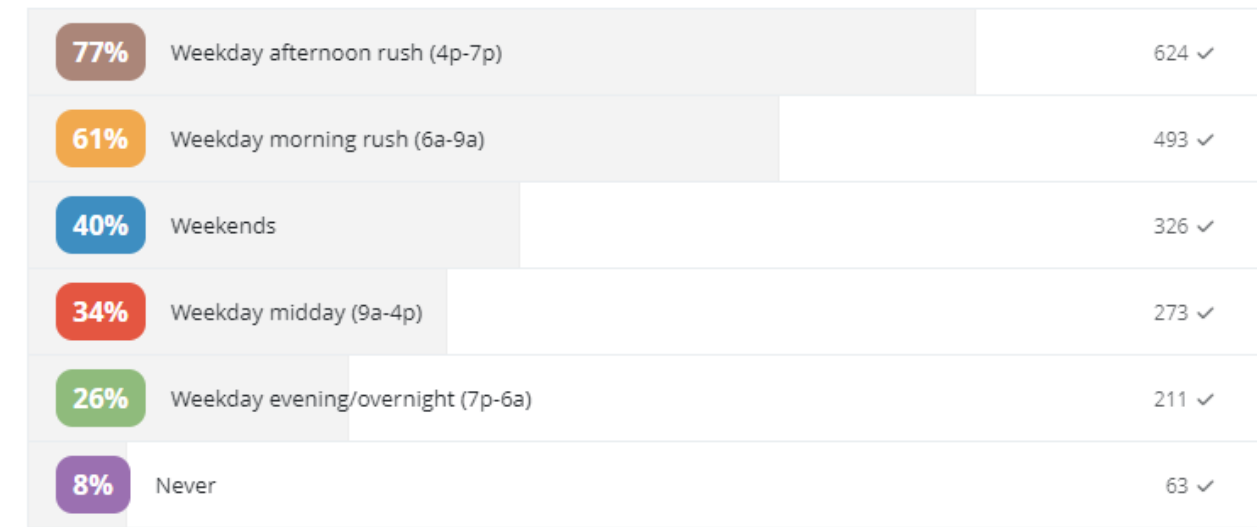 77% Weekday afternoon rush (4p-7p) 624 ✓
61% Weekday morning rush (6a-9a) 493 ✓
40% Weekends 326 ✓
34% Weekday midday (9a-4p) 273 ✓
26% Weekday evening/overnight (7p-6a) 211 ✓
8% Never 63 ✓